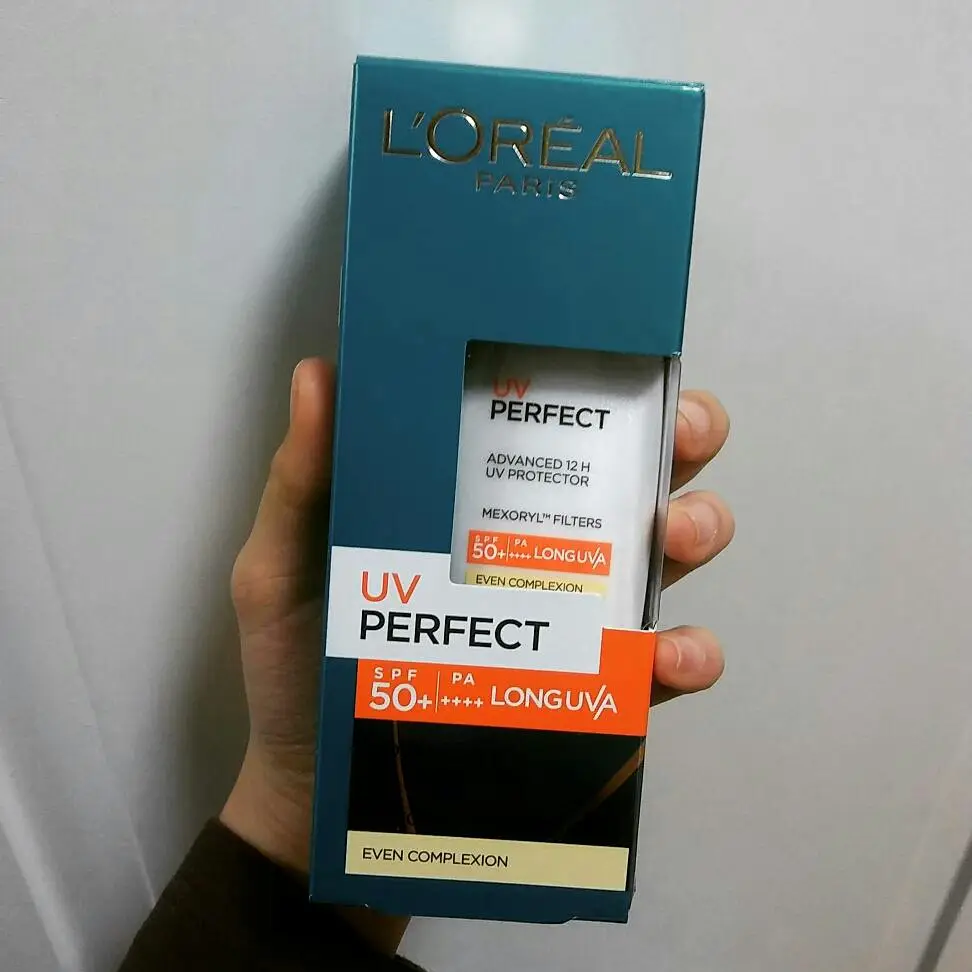 L'ORÉAL
PARIS
UV
PERFECT
ADVANCED 12 H
UV PROTECTOR
MEXORYL™ FILTERS
SPF 50+ | PA ++++ LONG UVA
EVEN COMPLEXION
UV
PERFECT
SPF 50+ | PA ++++ LONG UVA
EVEN COMPLEXION